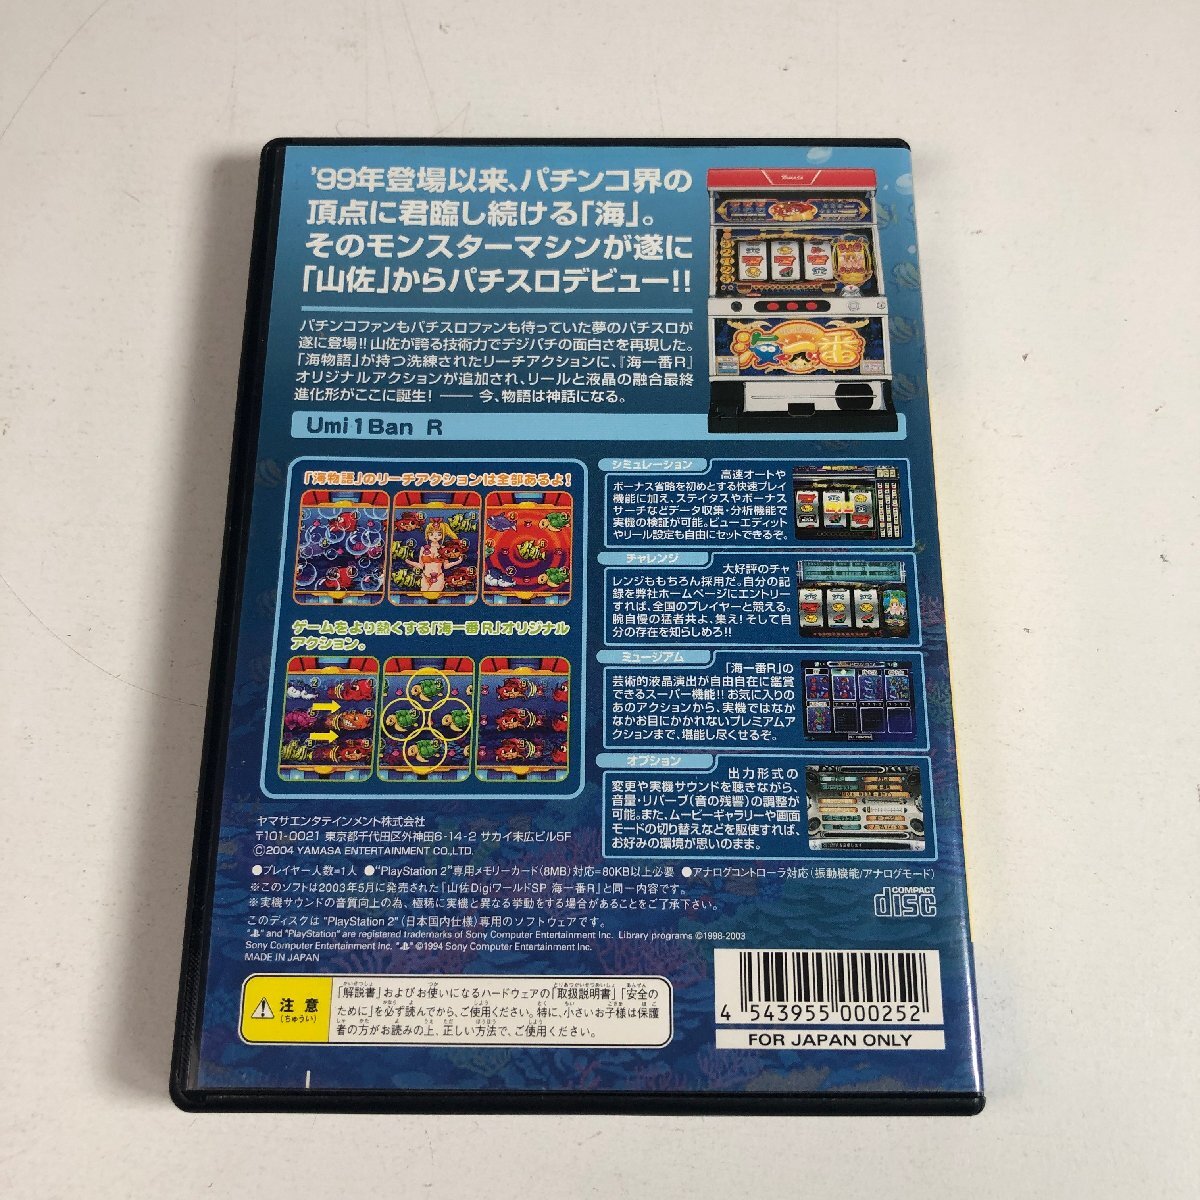 '99年登場以来、パチンコ界の
頂点に君臨し続ける「海」。
そのモンスターマシンが遂に
「山佐」からパチスロデビュー!!
パチンコファンもパチスロファンも待っていた夢のパチスロが
遂に登場!! 山佐が誇る技術力でデジパチの面白さを再現した。
「海物語」が持つ洗練されたリーチアクションに、『海一番R』
オリジナルアクションが追加され、リールと液晶の融合最終
進化形がここに誕生! ―― 今、物語は神話になる。
Umi 1 Ban R
「海物語」のリーチアクションは全部あるよ!
ゲームをより熱くする「海一番R」オリジナル
アクション。
シミュレーション
高速オートや
ボーナス省略を初めとする快速プレイ
機能に加え、ステイタスやボーナス
サーチなどデータ収集・分析機能で
実機の検証が可能。ビューエディット
やリール設定も自由にセットできるぞ。
チャレンジ
大好評のチャ
レンジももちろん採用だ。自分の記
録を弊社ホームページにエントリー
すれば、全国のプレイヤーと競える。
腕自慢の猛者共よ、集え! そして自
分の存在を知らしめろ!!
ミュージアム
「海一番R」の
芸術的液晶演出が自由自在に鑑賞
できるスーパー機能!! お気に入りの
あのアクションから、実機ではなか
なかお目にかかれないプレミアムア
クションまで、堪能し尽くせるぞ。
オプション
出力形式の
変更や実機サウンドを聴きながら、
音量・リバーブ(音の残響)の調整が
可能。また、ムービーギャラリーや画面
モードの切り替えなどを駆使すれば、
お好みの環境が思いのまま。
ヤマサエンタテインメント株式会社
〒101-0021 東京都千代田区外神田6-14-2 サカイ末広ビル5F
©2004 YAMASA ENTERTAINMENT CO.,LTD.
●プレイヤー人数=1人 ●"PlayStation 2"専用メモリーカード(8MB)対応=80KB以上必要 ●アナログコントローラ対応(振動機能/アナログモード)
※このソフトは2003年5月に発売された「山佐DigiワールドSP 海一番R」と同一内容です。
※実機サウンドの音質向上の為、極稀に実機と異なる挙動をする場合があることをご了承下さい。
COMPACT
disc
このディスクは "PlayStation 2"(日本国内仕様)専用のソフトウェアです。
" " and "PlayStation" are registered trademarks of Sony Computer Entertainment Inc. Library programs ©1998-2003
Sony Computer Entertainment Inc. " " ©1994 Sony Computer Entertainment Inc.
MADE IN JAPAN
注意
(ちゅうい)
「解説書」およびお使いになるハードウェアの「取扱説明書」「安全の
ために」を必ず読んでから、ご使用ください。特に、小さいお子様は保護
者の方がお読みの上、正しい方法で、ご使用ください。
4 543955 000252
FOR JAPAN ONLY